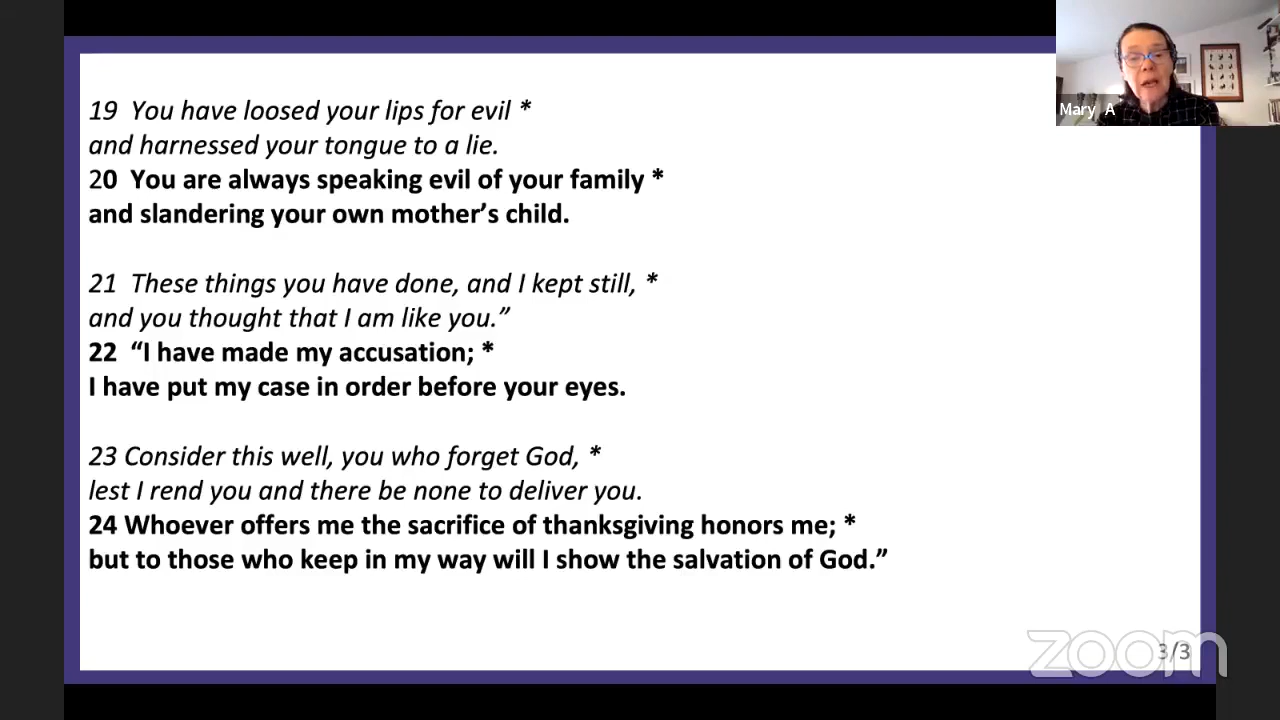 19 You have loosed your lips for evil *
and harnessed your tongue to a lie.
20 You are always speaking evil of your family *
and slandering your own mother’s child.
21 These things you have done, and I kept still, *
and you thought that I am like you.”
22 “I have made my accusation; *
I have put my case in order before your eyes.
23 Consider this well, you who forget God, *
lest I rend you and there be none to deliver you.
24 Whoever offers me the sacrifice of thanksgiving honors me; *
but to those who keep in my way will I show the salvation of God.”
Mary A
zoom
3/3